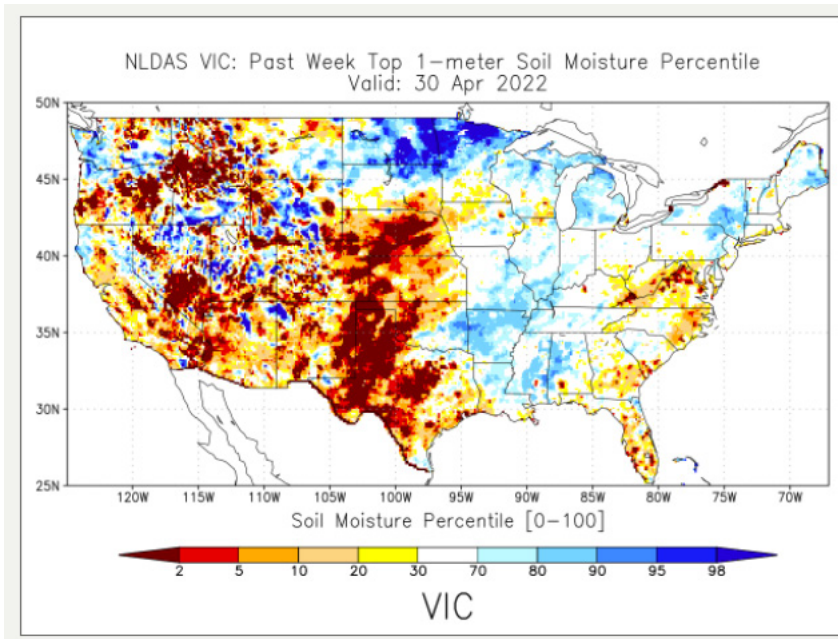 NLDAS VIC: Past Week Top 1-meter Soil Moisture Percentile
Valid: 30 Apr 2022
50N
45N
40N
35N
30N
25N
120W 115W 110W 105W 100W 95W 90W 85W 80W 75W 70W
Soil Moisture Percentile [0-100]
2 5 10 20 30 70 80 90 95 98
VIC